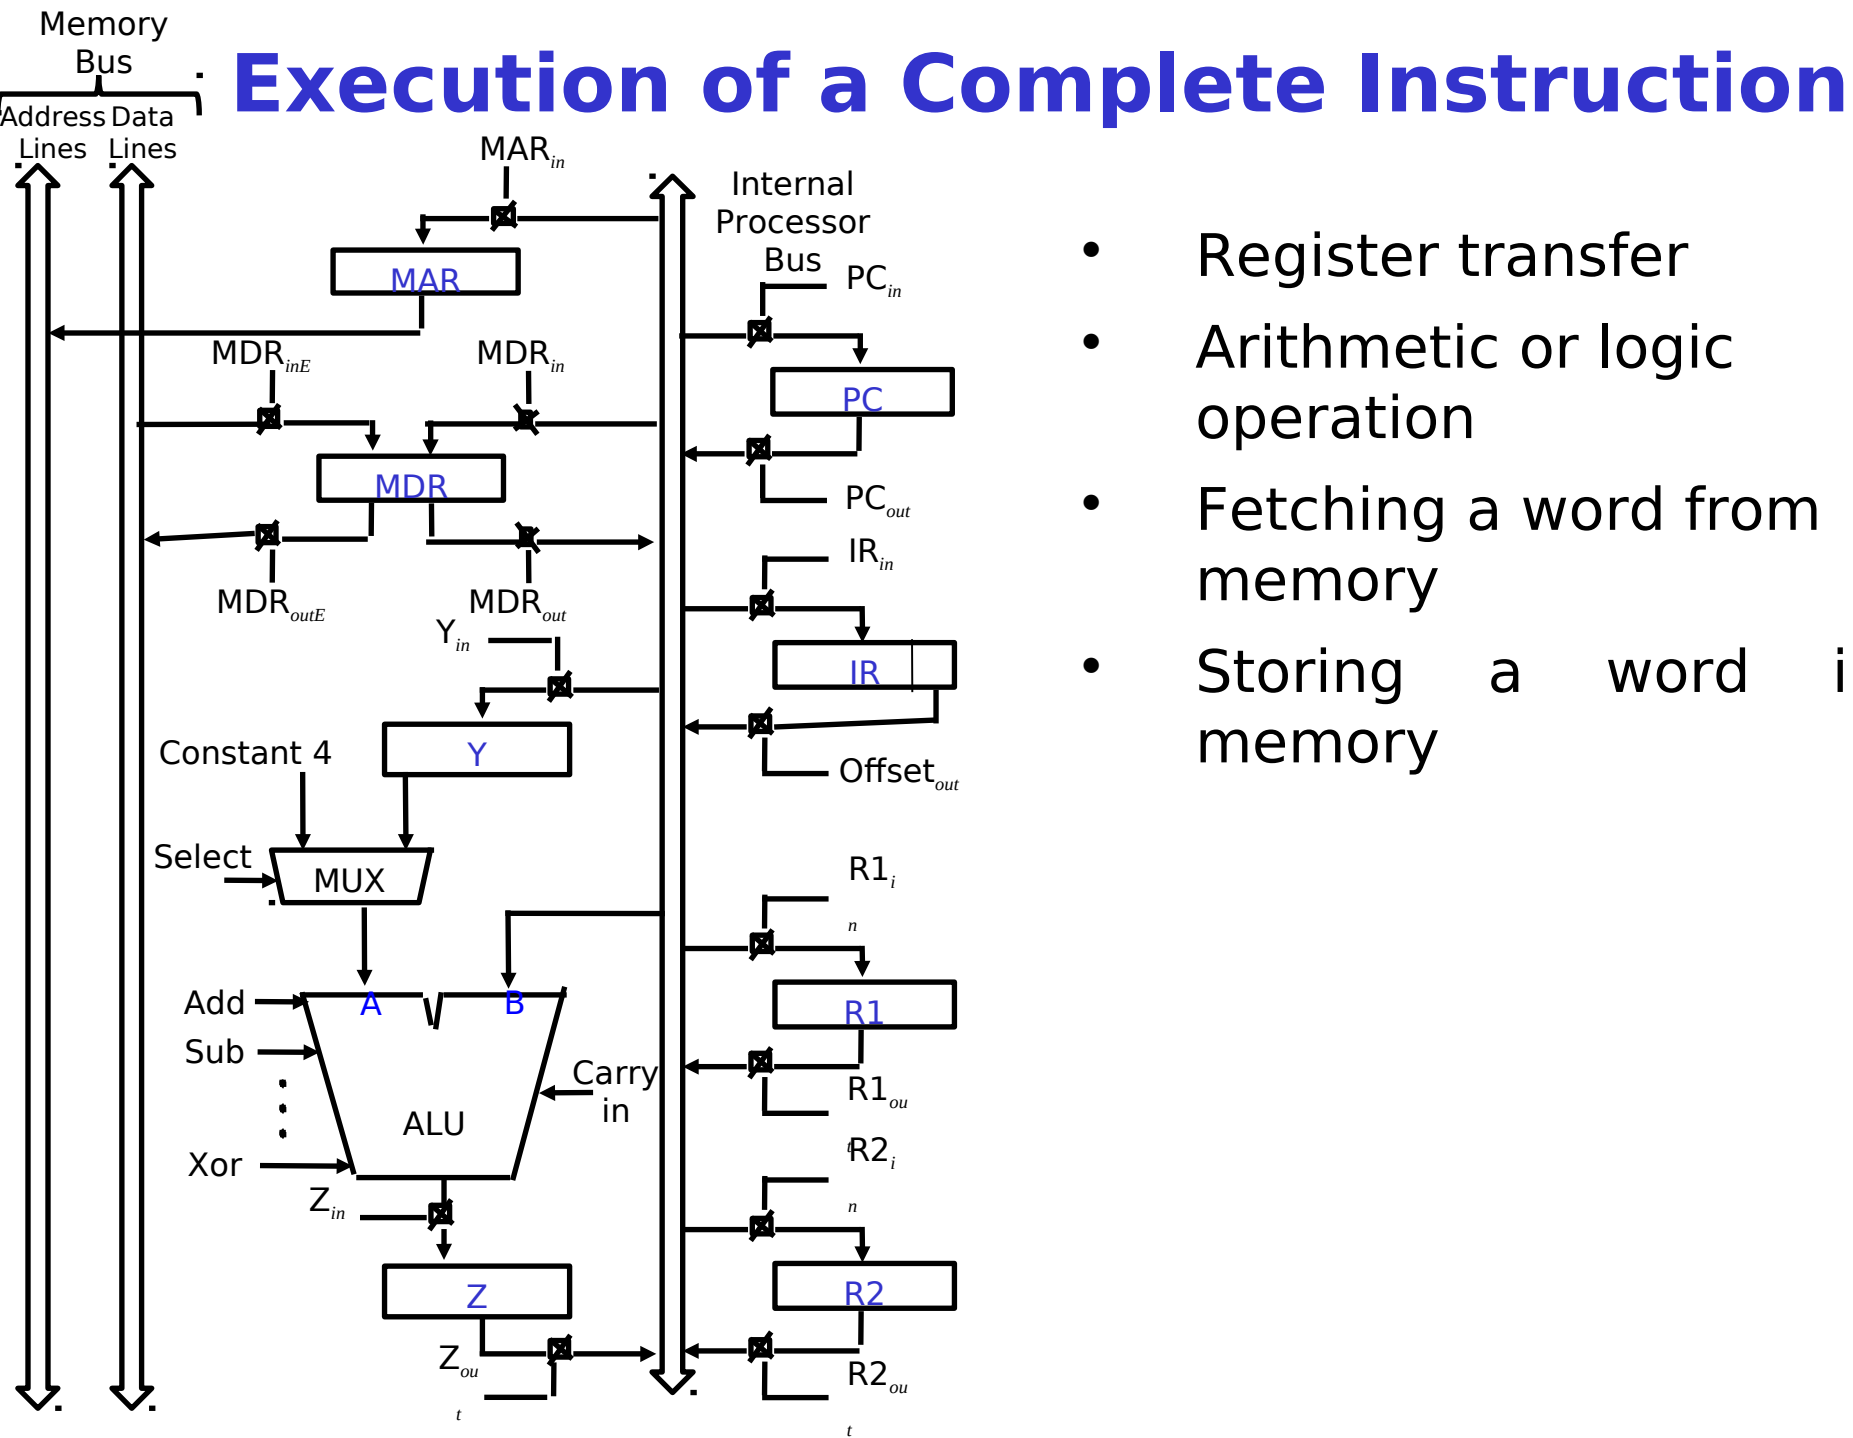 Execution of a Complete Instruction
Memory
Bus
Address Data
Lines Lines
MARin
Internal
Processor
Bus
MAR
PCin
MDRinE
MDRin
PC
MDR
PCout
MDRoutE
MDRout
IRin
Yin
IR
Constant 4
Y
Offsetout
Select
MUX
R1i
n
Add
A
B
R1
Sub
Carry
in
R1ou
t
ALU
Xor
R2i
n
Zin
Z
R2
Zou
t
R2ou
t
• Register transfer
• Arithmetic or logic
operation
• Fetching a word from
memory
• Storing a word i
memory